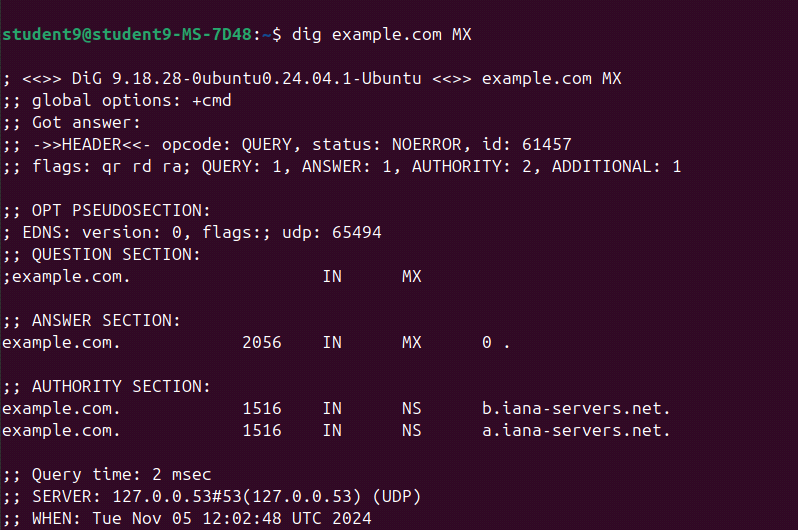 student9@student9-MS-7D48:~$ dig example.com MX
; <<>> DiG 9.18.28-0ubuntu0.24.04.1-Ubuntu <<>> example.com MX
;; global options: +cmd
;; Got answer:
;; ->>HEADER<<- opcode: QUERY, status: NOERROR, id: 61457
;; flags: qr rd ra; QUERY: 1, ANSWER: 1, AUTHORITY: 2, ADDITIONAL: 1
;; OPT PSEUDOSECTION:
; EDNS: version: 0, flags:; udp: 65494
;; QUESTION SECTION:
;example.com. IN MX
;; ANSWER SECTION:
example.com. 2056 IN MX 0 .
;; AUTHORITY SECTION:
example.com. 1516 IN NS b.iana-servers.net.
example.com. 1516 IN NS a.iana-servers.net.
;; Query time: 2 msec
;; SERVER: 127.0.0.53#53(127.0.0.53) (UDP)
;; WHEN: Tue Nov 05 12:02:48 UTC 2024